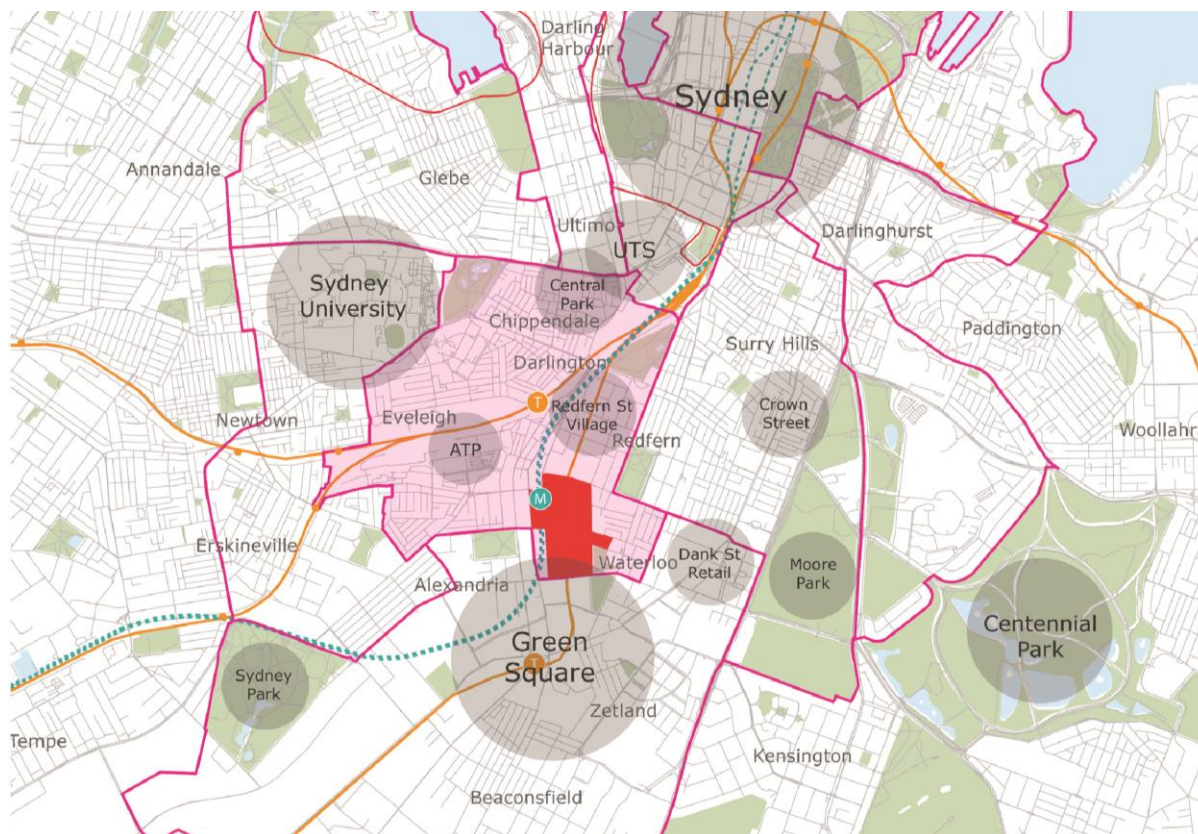 Darling
Harbour
Sydney
Annandale
Glebe
Ultimo
UTS
Darlinghurst
Sydney
University
Central
Park
Chippendale
Paddington
Surry Hills
Darlington
T
Redfern St
Village
Crown
Street
Newtown
Eveleigh
ATP
Redfern
Woollahr
M
Erskineville
Alexandria
Waterloo
Dank St
Retail
Moore
Park
Centennial
Park
Green
Square
T
Sydney
Park
Zetland
Tempe
Kensington
Beaconsfield